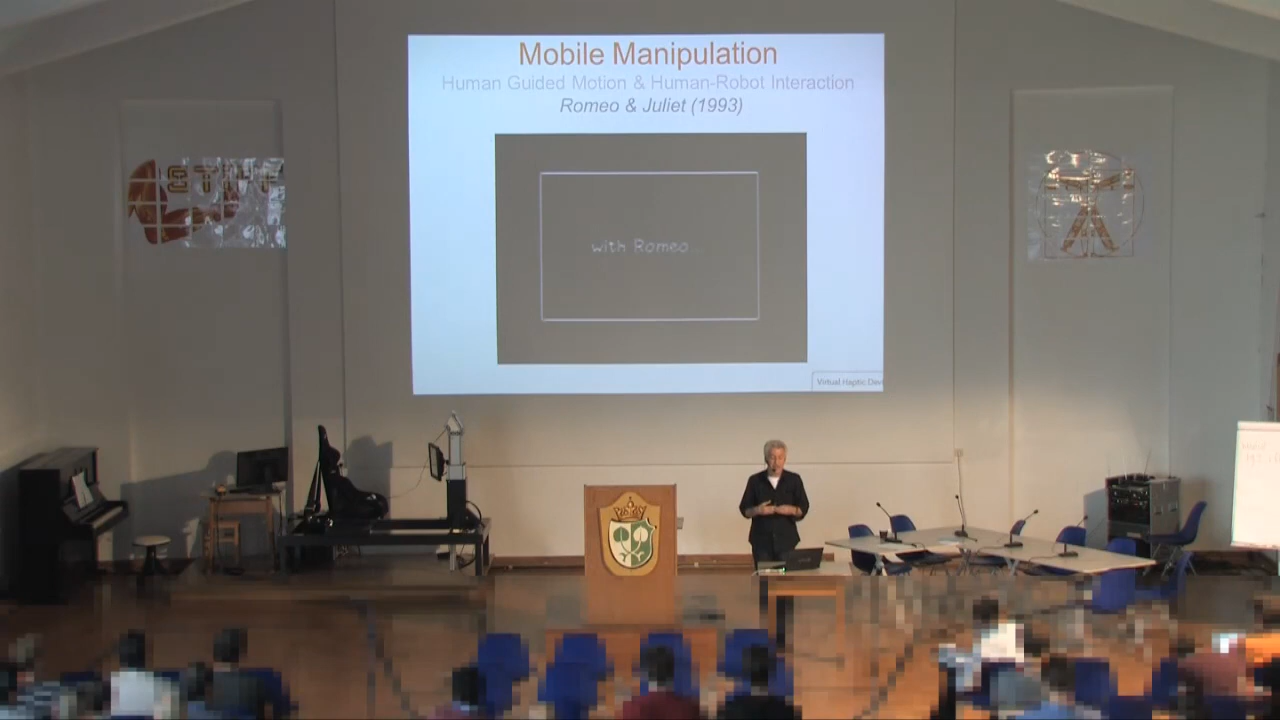 Mobile Manipulation
Human Guided Motion & Human-Robot Interaction
Romeo & Juliet (1993)
with Romeo...
Virtual Haptic Dev